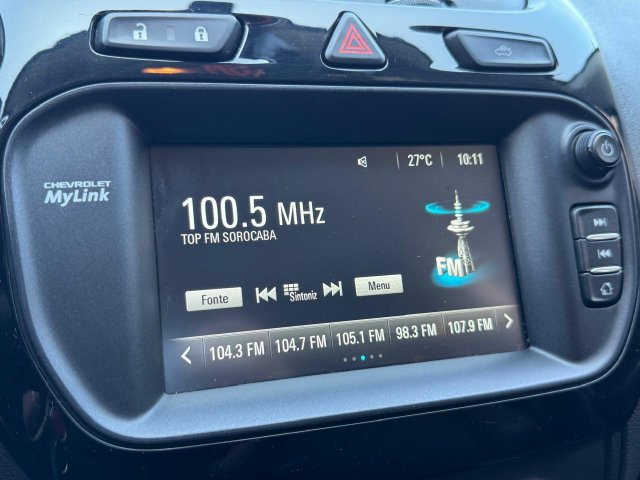 27°C 10:11
CHEVROLET
MyLink
100.5 MHz
TOP FM SOROCABA
FM
Fonte Sintoniz Menu
104.3 FM 104.7 FM 105.1 FM 98.3 FM 107.9 FM